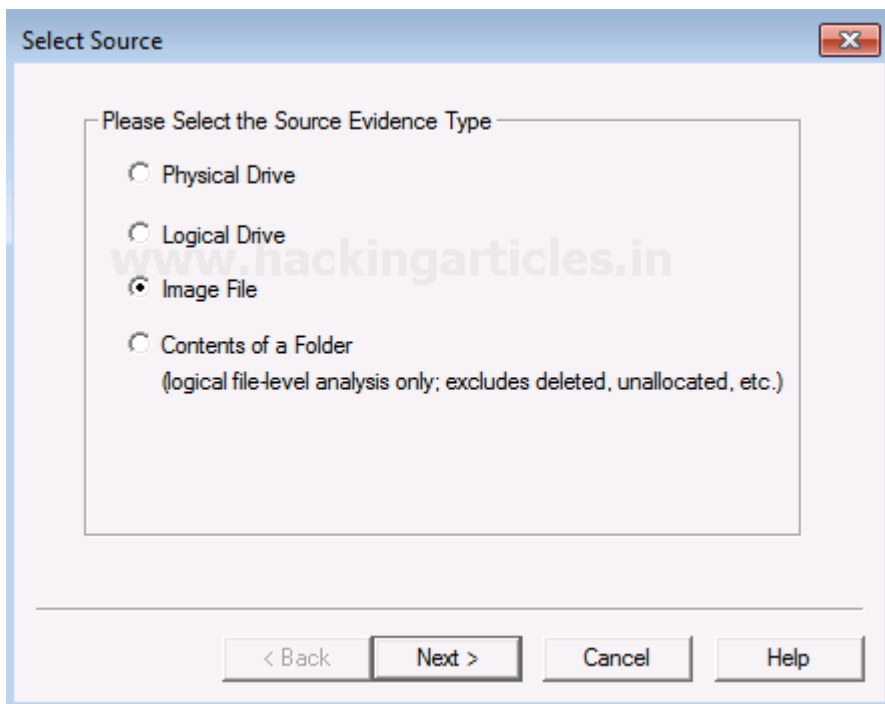 Select Source
Please Select the Source Evidence Type
Physical Drive
Logical Drive
www.hackingarticles.in
Image File
Contents of a Folder
(logical file-level analysis only; excludes deleted, unallocated, etc.)
< Back
Next >
Cancel
Help